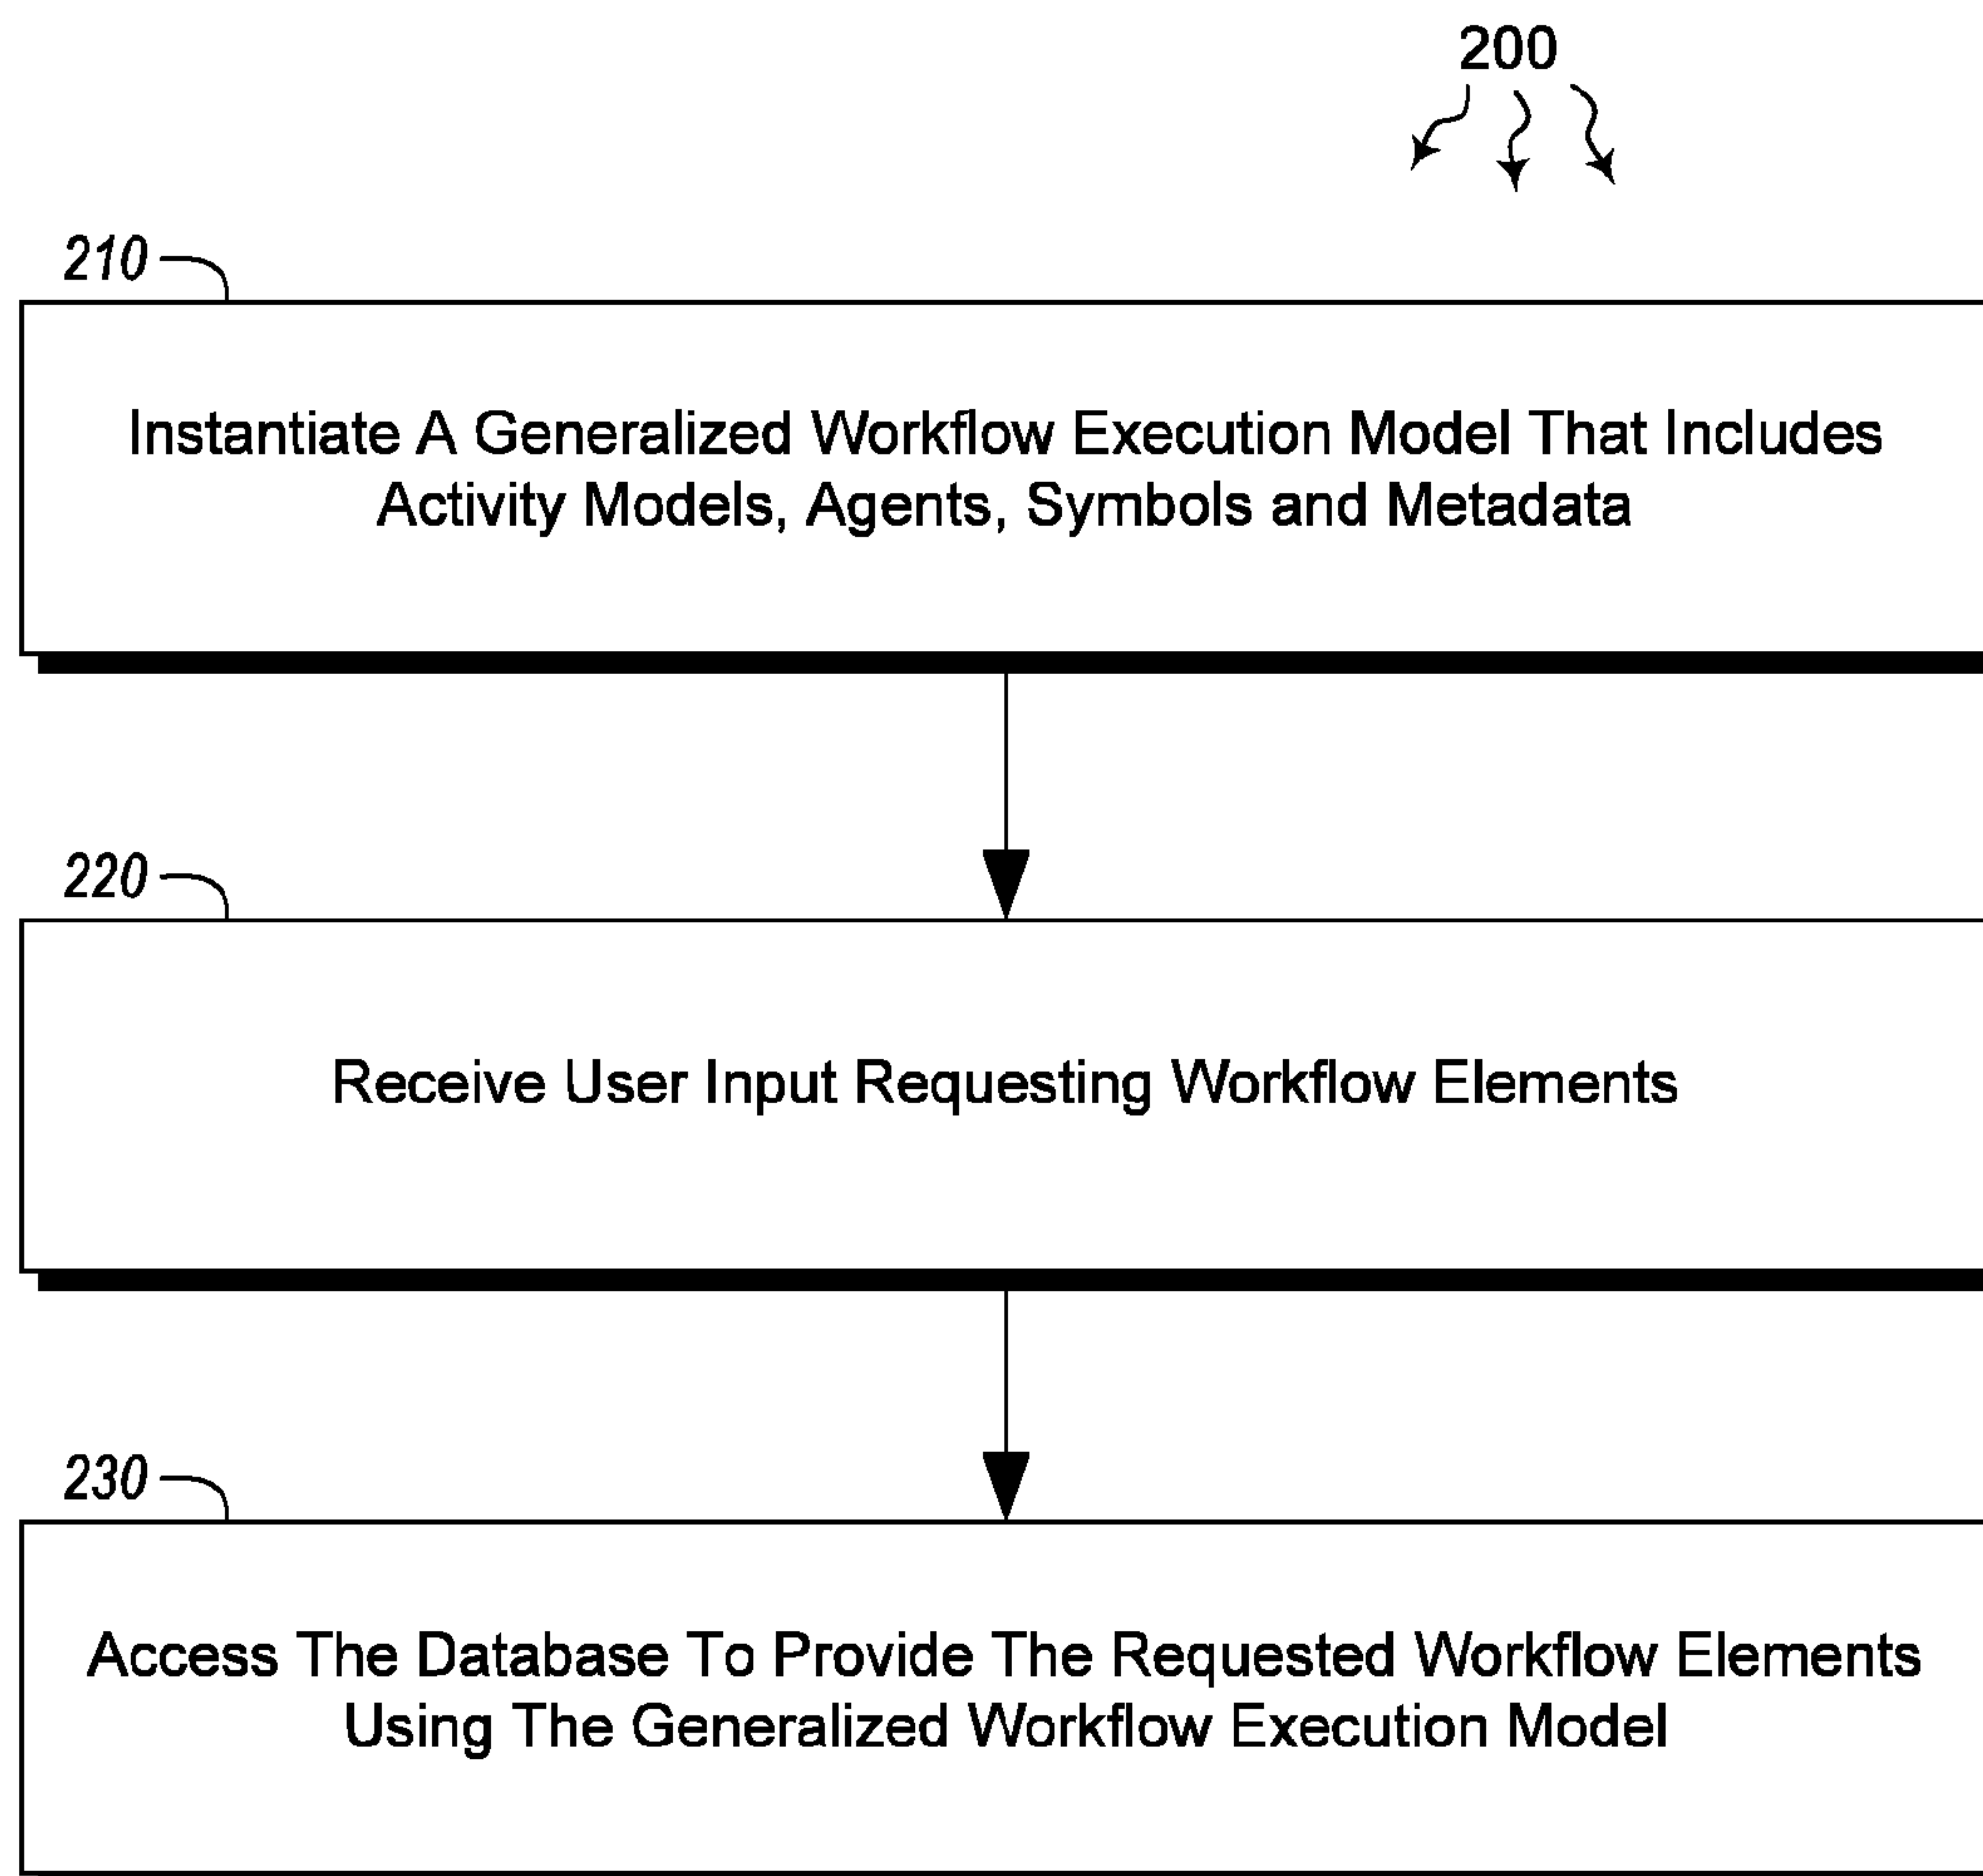 200
210
Instantiate A Generalized Workflow Execution Model That Includes
Activity Models, Agents, Symbols and Metadata
220
Receive User Input Requesting Workflow Elements
230
Access The Database To Provide The Requested Workflow Elements
Using The Generalized Workflow Execution Model